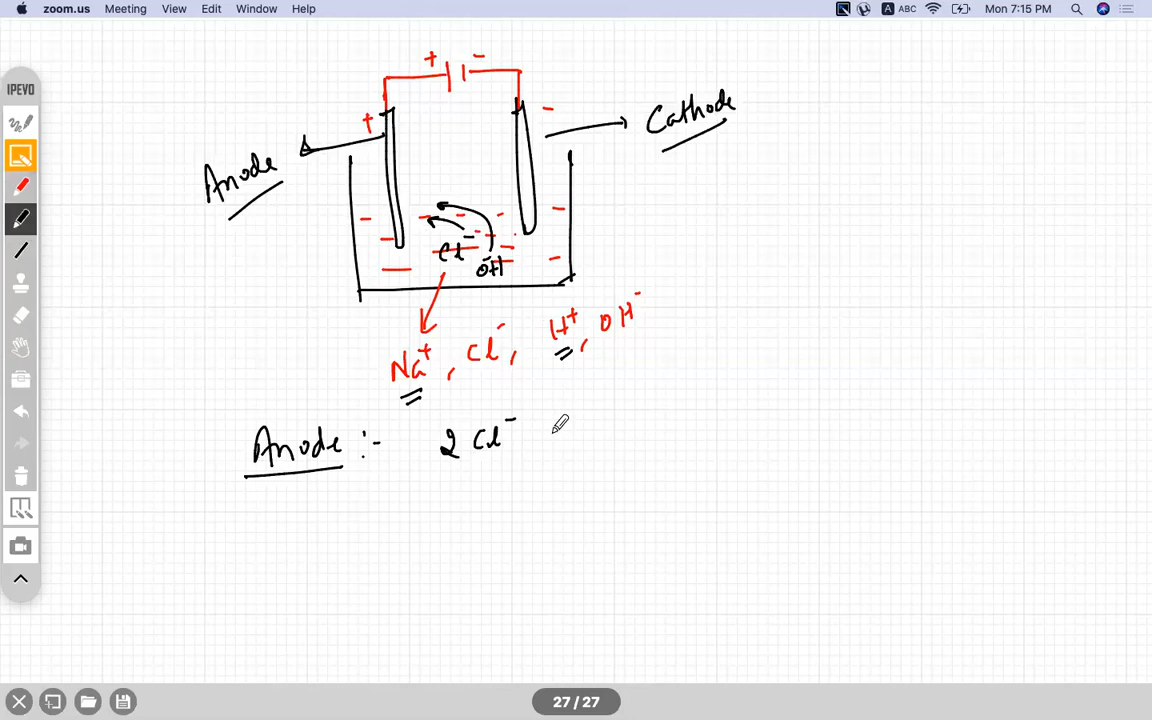 zoom.us Meeting View Edit Window Help A ABC Mon 7:15 PM
IPEVO
+ -
+ -
Cathode
Anode
Cl⁻
OH⁻
Na⁺, Cl⁻, H⁺, OH⁻
Anode :- 2 Cl⁻
27 / 27